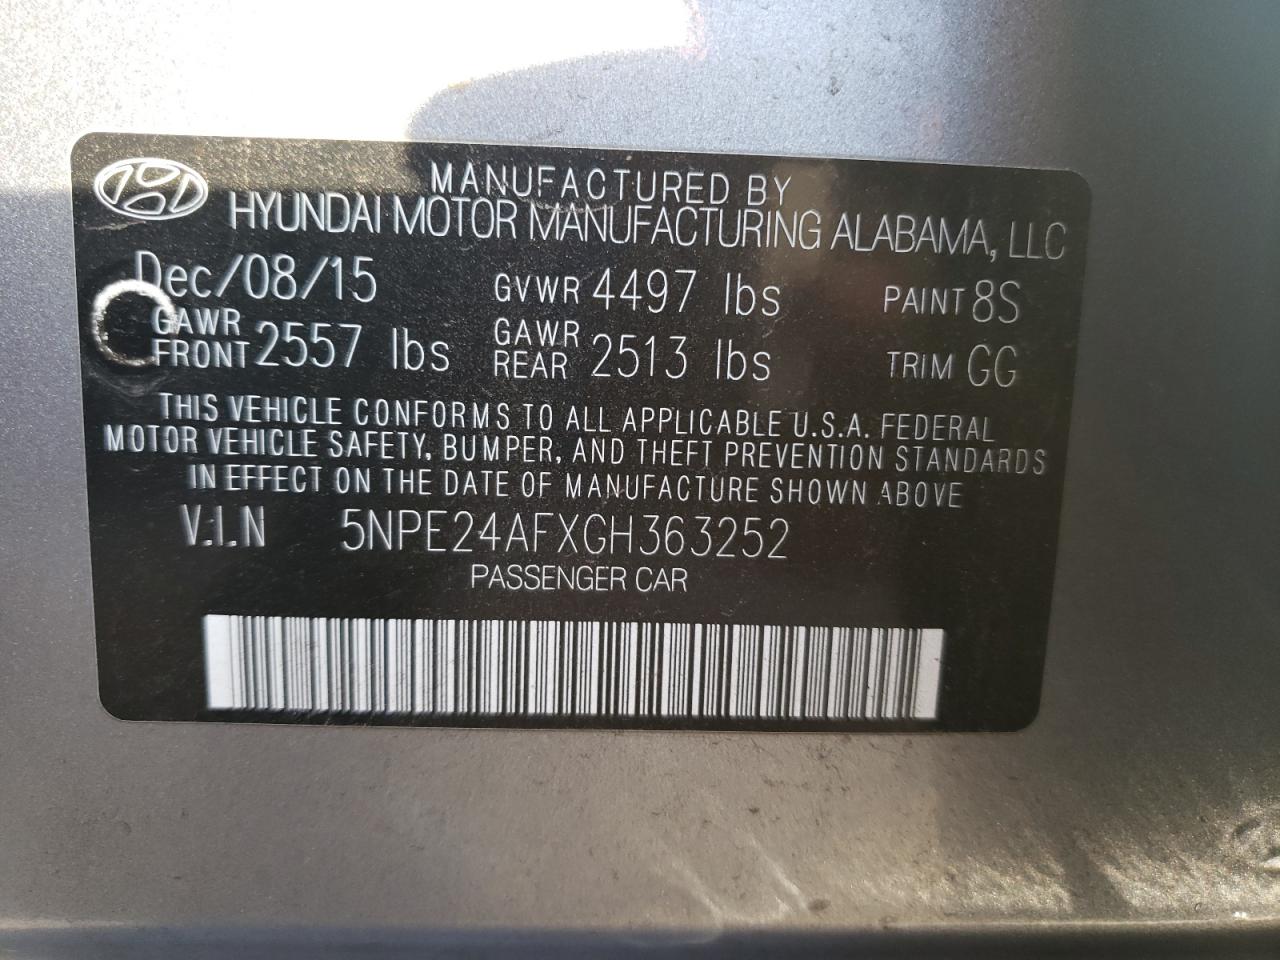 MANUFACTURED BY
HYUNDAI MOTOR MANUFACTURING ALABAMA, LLC
Dec/08/15 GVWR 4497 lbs PAINT 8S
GAWR FRONT 2557 lbs GAWR REAR 2513 lbs TRIM GG
THIS VEHICLE CONFORMS TO ALL APPLICABLE U.S.A. FEDERAL
MOTOR VEHICLE SAFETY, BUMPER, AND THEFT PREVENTION STANDARDS
IN EFFECT ON THE DATE OF MANUFACTURE SHOWN ABOVE
V.I.N 5NPE24AFXGH363252
PASSENGER CAR